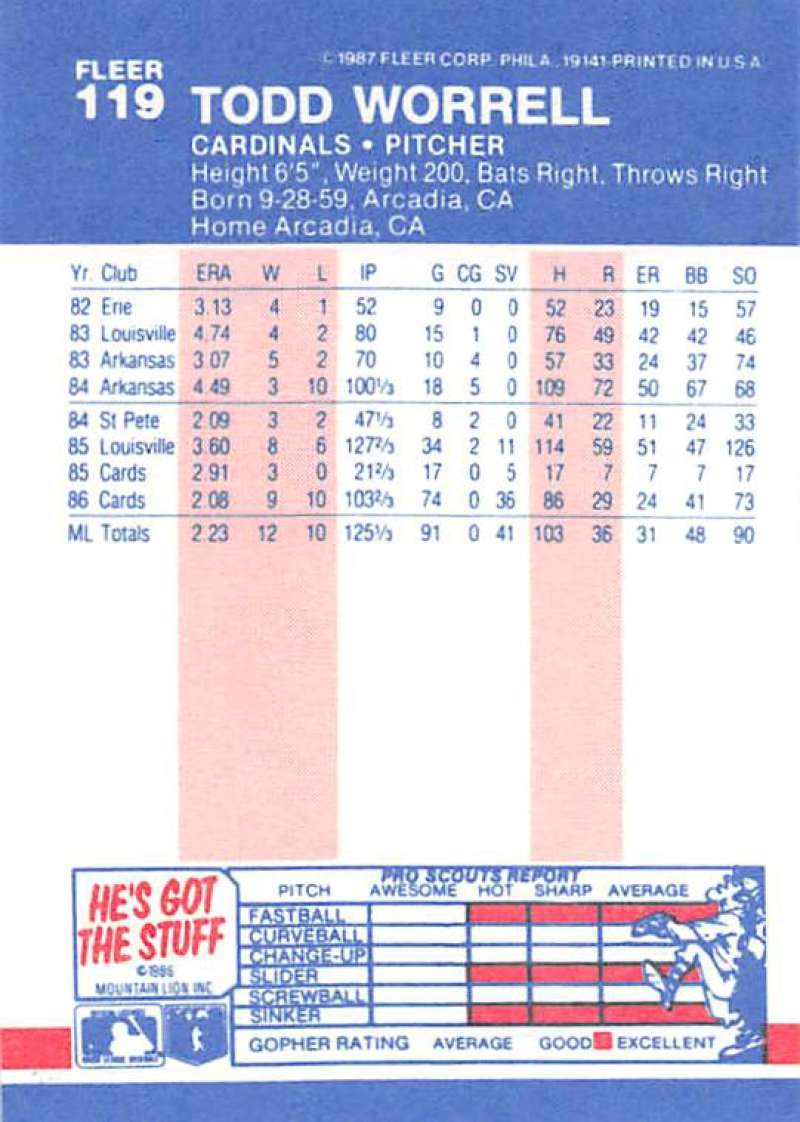 © 1987 FLEER CORP. PHILA., 19141-PRINTED IN U.S.A.
FLEER
119 TODD WORRELL
CARDINALS • PITCHER
Height 6'5", Weight 200, Bats Right, Throws Right
Born 9-28-59, Arcadia, CA
Home Arcadia, CA
Yr. Club ERA W L IP G CG SV H R ER BB SO
82 Erie 3.13 4 1 52 9 0 0 52 23 19 15 57
83 Louisville 4.74 4 2 80 15 1 0 76 49 42 42 46
83 Arkansas 3.07 5 2 70 10 4 0 57 33 24 37 74
84 Arkansas 4.49 3 10 100⅓ 18 5 0 109 72 50 67 68
84 St Pete 2.09 3 2 47⅓ 8 2 0 41 22 11 24 33
85 Louisville 3.60 8 6 127⅔ 34 2 11 114 59 51 47 126
85 Cards 2.91 3 0 21⅔ 17 0 5 17 7 7 7 17
86 Cards 2.08 9 10 103⅔ 74 0 36 86 29 24 41 73
ML Totals 2.23 12 10 125⅓ 91 0 41 103 36 31 48 90
HE'S GOT
THE STUFF
© 1986
MOUNTAIN LION INC.
PRO SCOUTS REPORT
PITCH AWESOME HOT SHARP AVERAGE
FASTBALL
CURVEBALL
CHANGE-UP
SLIDER
SCREWBALL
SINKER
GOPHER RATING AVERAGE GOOD EXCELLENT